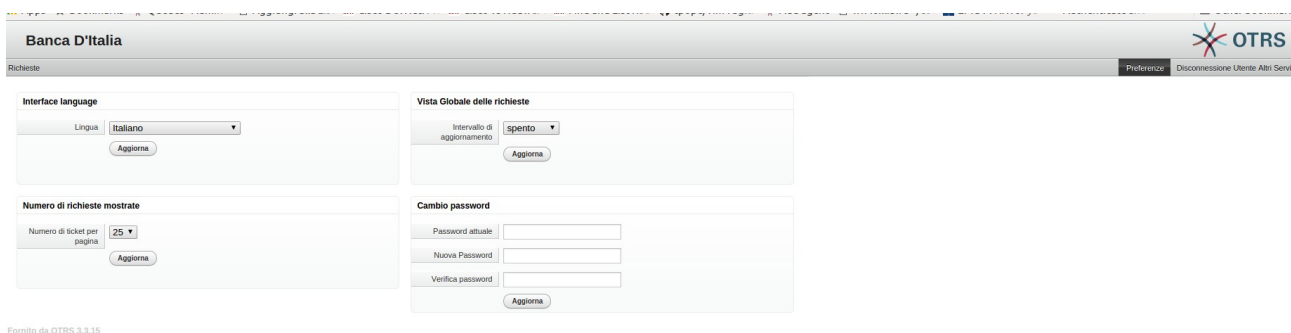 Banca D'Italia
OTRS
Richieste
Preferenze
Disconnessione Utente Altri Servi
Interface language
Lingua
Italiano
Aggiorna
Vista Globale delle richieste
Intervallo di aggiornamento
spento
Aggiorna
Numero di richieste mostrate
Numero di ticket per pagina
25
Aggiorna
Cambio password
Password attuale
Nuova Password
Verifica password
Aggiorna
Fornito da OTRS 3.3.15